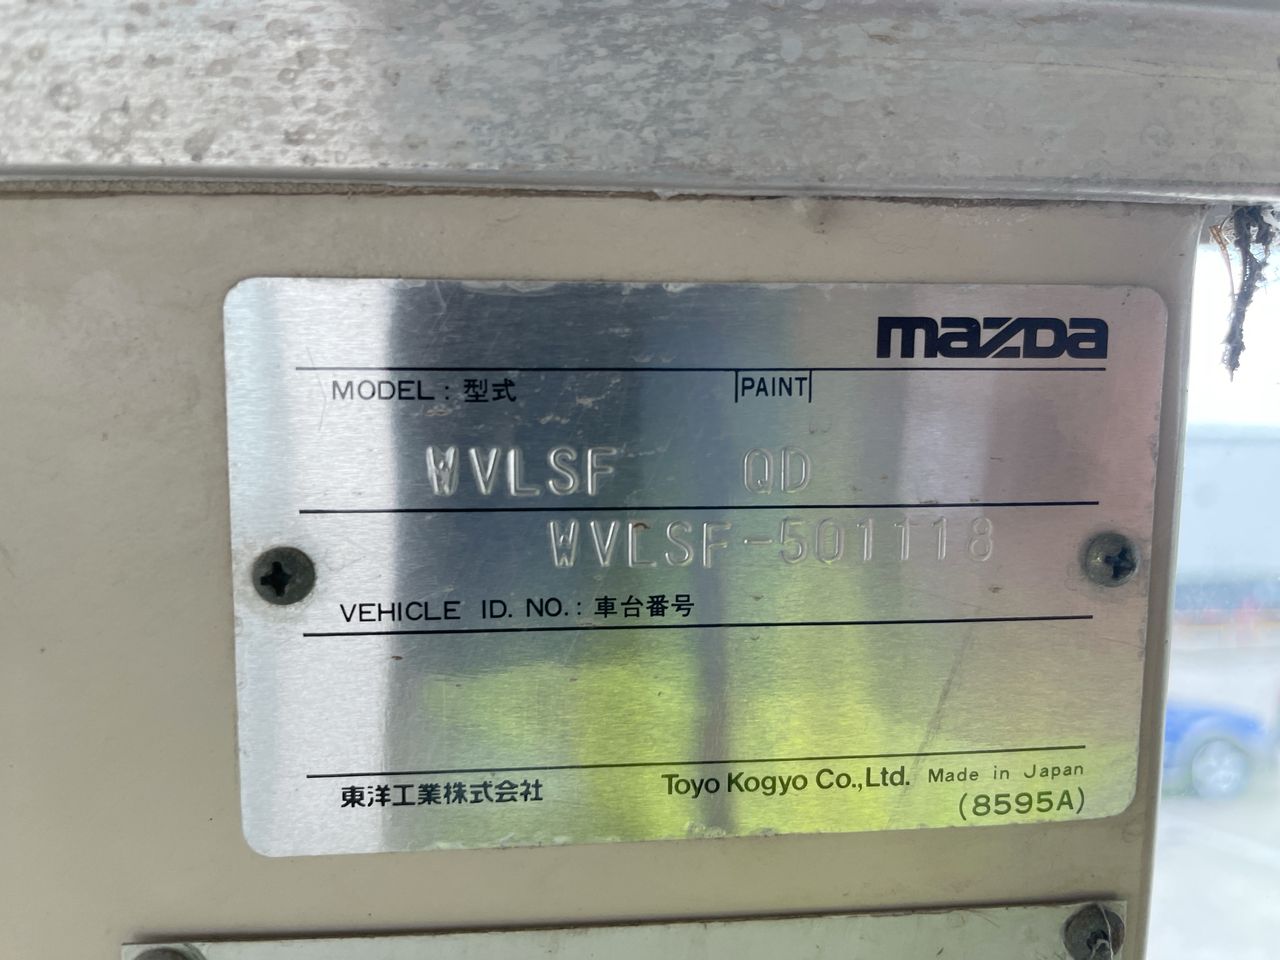 mazda
MODEL : 型式 PAINT
WVLSF QD
WVLSF-501118
VEHICLE ID. NO. : 車台番号
東洋工業株式会社 Toyo Kogyo Co.,Ltd. Made in Japan
(8595A)